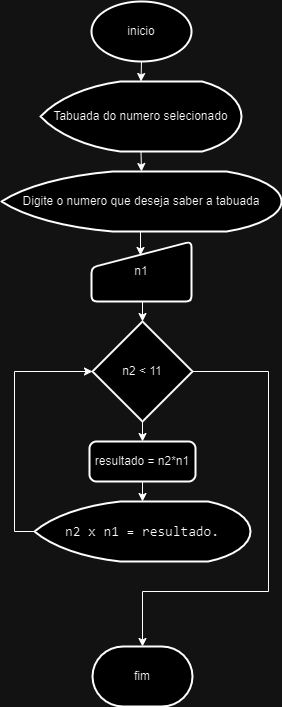 inicio
Tabuada do numero selecionado
Digite o numero que deseja saber a tabuada
n1
n2 < 11
resultado = n2*n1
n2 x n1 = resultado.
fim